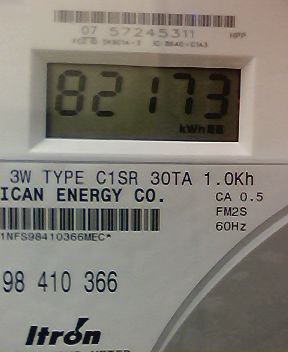 07 57245311 HPP
82173
kWh
3W TYPE C1SR 30TA 1.0Kh
ICAN ENERGY CO.
CA 0.5
FM2S
60Hz
1NFS98410366MEC*
98 410 366
Itron